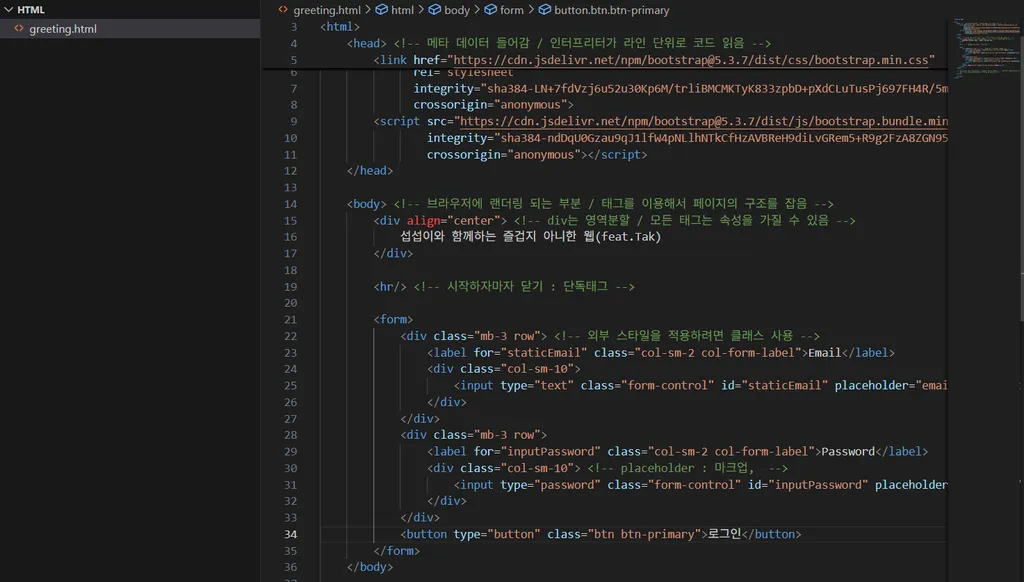 HTML
greeting.html
greeting.html > html > body > form > button.btn.btn-primary
3 <html>
4 <head> <!-- 메타 데이터 들어감 / 인터프리터가 라인 단위로 코드 읽음 -->
5 <link href="https://cdn.jsdelivr.net/npm/bootstrap@5.3.7/dist/css/bootstrap.min.css"
6 rel="stylesheet"
7 integrity="sha384-LN+7fdVzj6u52u30Kp6M/trliBMCMKTyK833zpbD+pXdCLuTusPj697FH4R/5m
8 crossorigin="anonymous">
9 <script src="https://cdn.jsdelivr.net/npm/bootstrap@5.3.7/dist/js/bootstrap.bundle.min
10 integrity="sha384-ndDqU0Gzau9qJ1lfW4pNLlhNTkCfHzAVBReH9diLvGRem5+R9g2FzA8ZGN95
11 crossorigin="anonymous"></script>
12 </head>
13
14 <body> <!-- 브라우저에 랜더링 되는 부분 / 태그를 이용해서 페이지의 구조를 잡음 -->
15 <div align="center"> <!-- div는 영역분할 / 모든 태그는 속성을 가질 수 있음 -->
16 섭섭이와 함께하는 즐겁지 아니한 웹(feat.Tak)
17 </div>
18
19 <hr/> <!-- 시작하자마자 닫기 : 단독태그 -->
20
21 <form>
22 <div class="mb-3 row"> <!-- 외부 스타일을 적용하려면 클래스 사용 -->
23 <label for="staticEmail" class="col-sm-2 col-form-label">Email</label>
24 <div class="col-sm-10">
25 <input type="text" class="form-control" id="staticEmail" placeholder="emai
26 </div>
27 </div>
28 <div class="mb-3 row">
29 <label for="inputPassword" class="col-sm-2 col-form-label">Password</label>
30 <div class="col-sm-10"> <!-- placeholder : 마크업,  -->
31 <input type="password" class="form-control" id="inputPassword" placeholder
32 </div>
33 </div>
34 <button type="button" class="btn btn-primary">로그인</button>
35 </form>
36 </body>